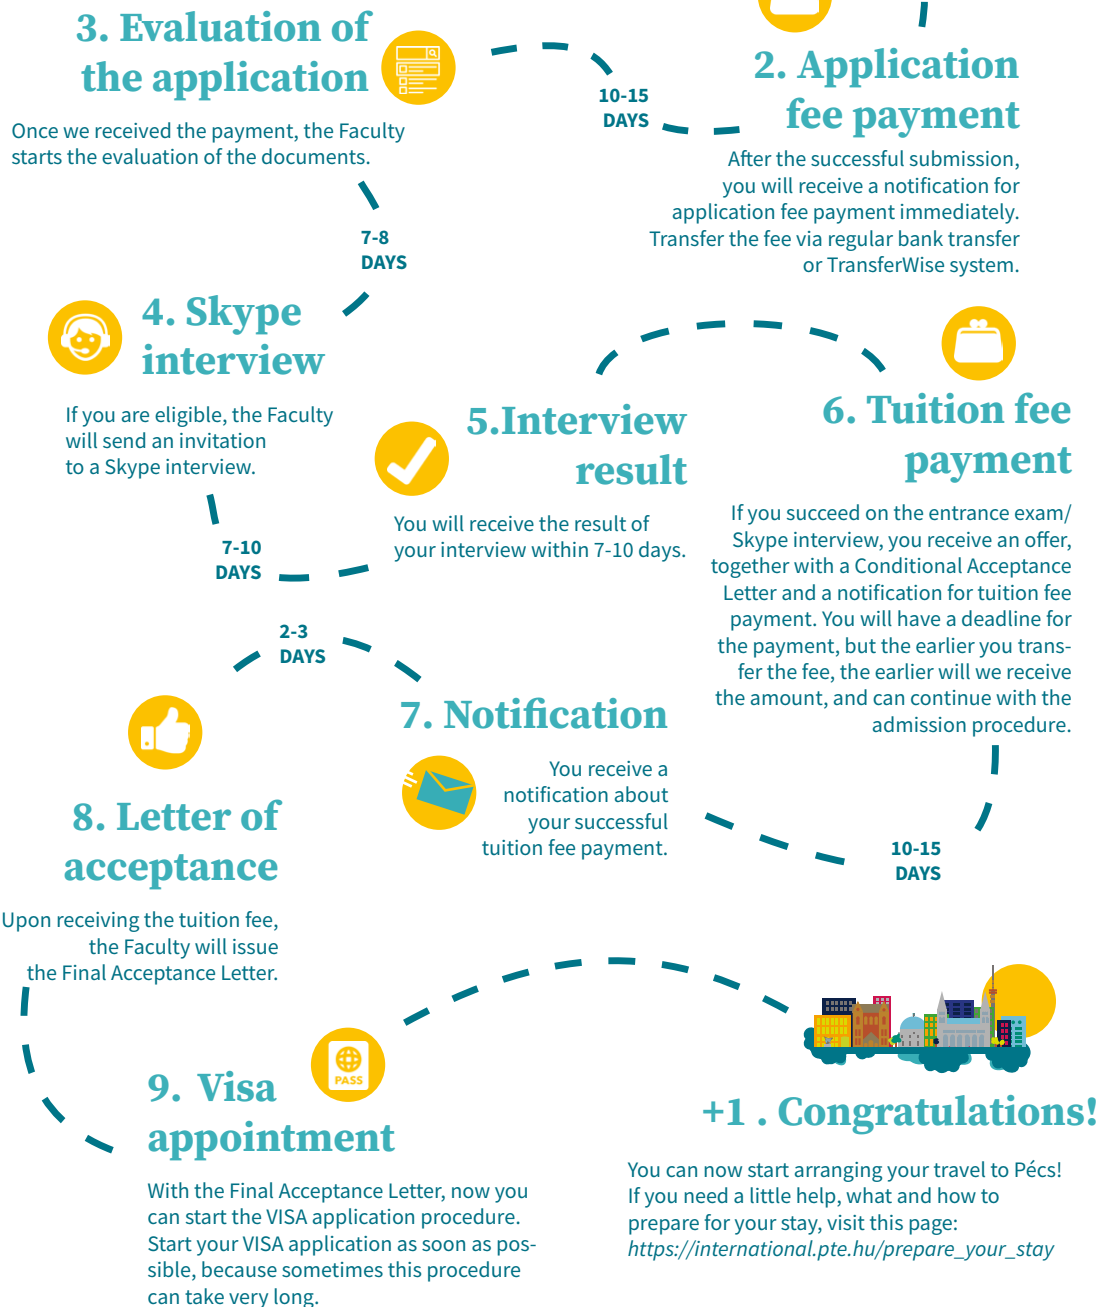 2. Application
fee payment
After the successful submission,
you will receive a notification for
application fee payment immediately.
Transfer the fee via regular bank transfer
or TransferWise system.
10-15
DAYS
3. Evaluation of
the application
Once we received the payment, the Faculty
starts the evaluation of the documents.
7-8
DAYS
4. Skype
interview
If you are eligible, the Faculty
will send an invitation
to a Skype interview.
7-10
DAYS
5.Interview
result
You will receive the result of
your interview within 7-10 days.
6. Tuition fee
payment
If you succeed on the entrance exam/
Skype interview, you receive an offer,
together with a Conditional Acceptance
Letter and a notification for tuition fee
payment. You will have a deadline for
the payment, but the earlier you trans-
fer the fee, the earlier will we receive
the amount, and can continue with the
admission procedure.
10-15
DAYS
7. Notification
You receive a
notification about
your successful
tuition fee payment.
2-3
DAYS
8. Letter of
acceptance
Upon receiving the tuition fee,
the Faculty will issue
the Final Acceptance Letter.
PASS
9. Visa
appointment
With the Final Acceptance Letter, now you
can start the VISA application procedure.
Start your VISA application as soon as pos-
sible, because sometimes this procedure
can take very long.
+1 . Congratulations!
You can now start arranging your travel to Pécs!
If you need a little help, what and how to
prepare for your stay, visit this page:
https://international.pte.hu/prepare_your_stay